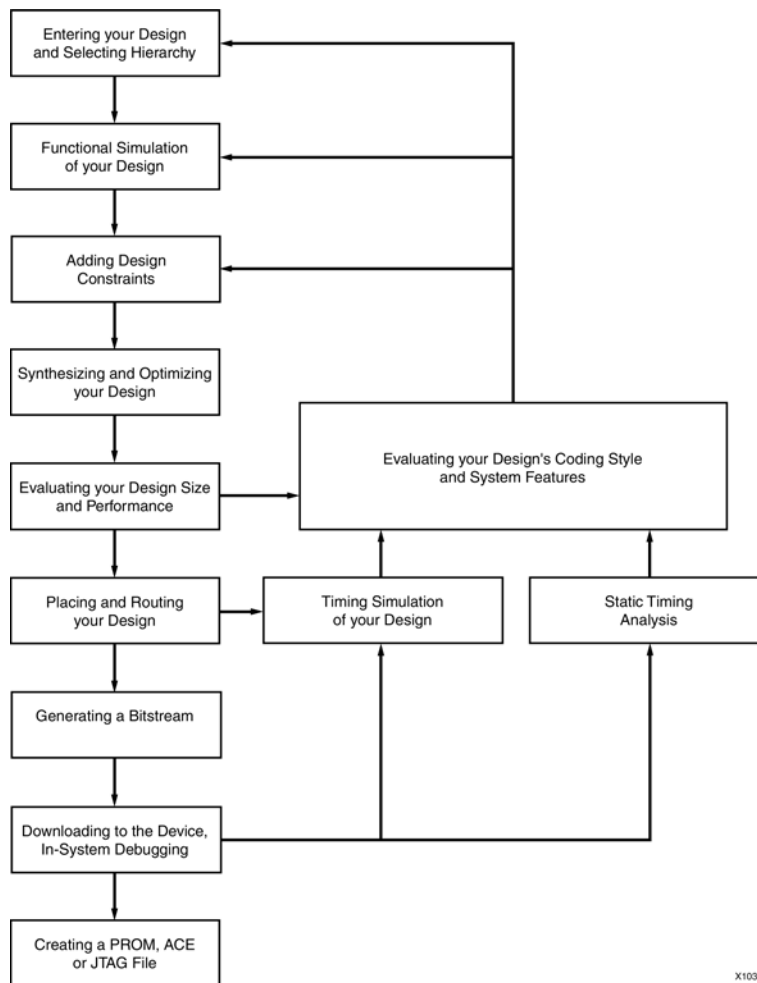 Entering your Design
and Selecting Hierarchy
Functional Simulation
of your Design
Adding Design
Constraints
Synthesizing and Optimizing
your Design
Evaluating your Design's Coding Style
and System Features
Evaluating your Design Size
and Performance
Placing and Routing
your Design
Timing Simulation
of your Design
Static Timing
Analysis
Generating a Bitstream
Downloading to the Device,
In-System Debugging
Creating a PROM, ACE
or JTAG File
X103